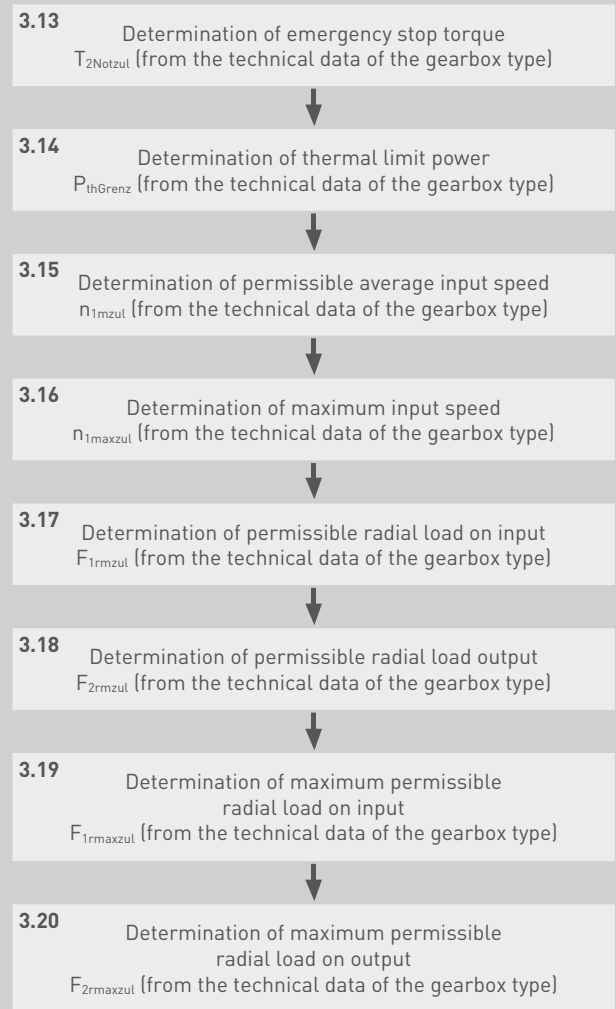 3.13
Determination of emergency stop torque
T2Notzul (from the technical data of the gearbox type)
3.14
Determination of thermal limit power
PthGrenz (from the technical data of the gearbox type)
3.15
Determination of permissible average input speed
n1mzul (from the technical data of the gearbox type)
3.16
Determination of maximum input speed
n1maxzul (from the technical data of the gearbox type)
3.17
Determination of permissible radial load on input
F1rmzul (from the technical data of the gearbox type)
3.18
Determination of permissible radial load output
F2rmzul (from the technical data of the gearbox type)
3.19
Determination of maximum permissible
radial load on input
F1rmaxzul (from the technical data of the gearbox type)
3.20
Determination of maximum permissible
radial load on output
F2rmaxzul (from the technical data of the gearbox type)